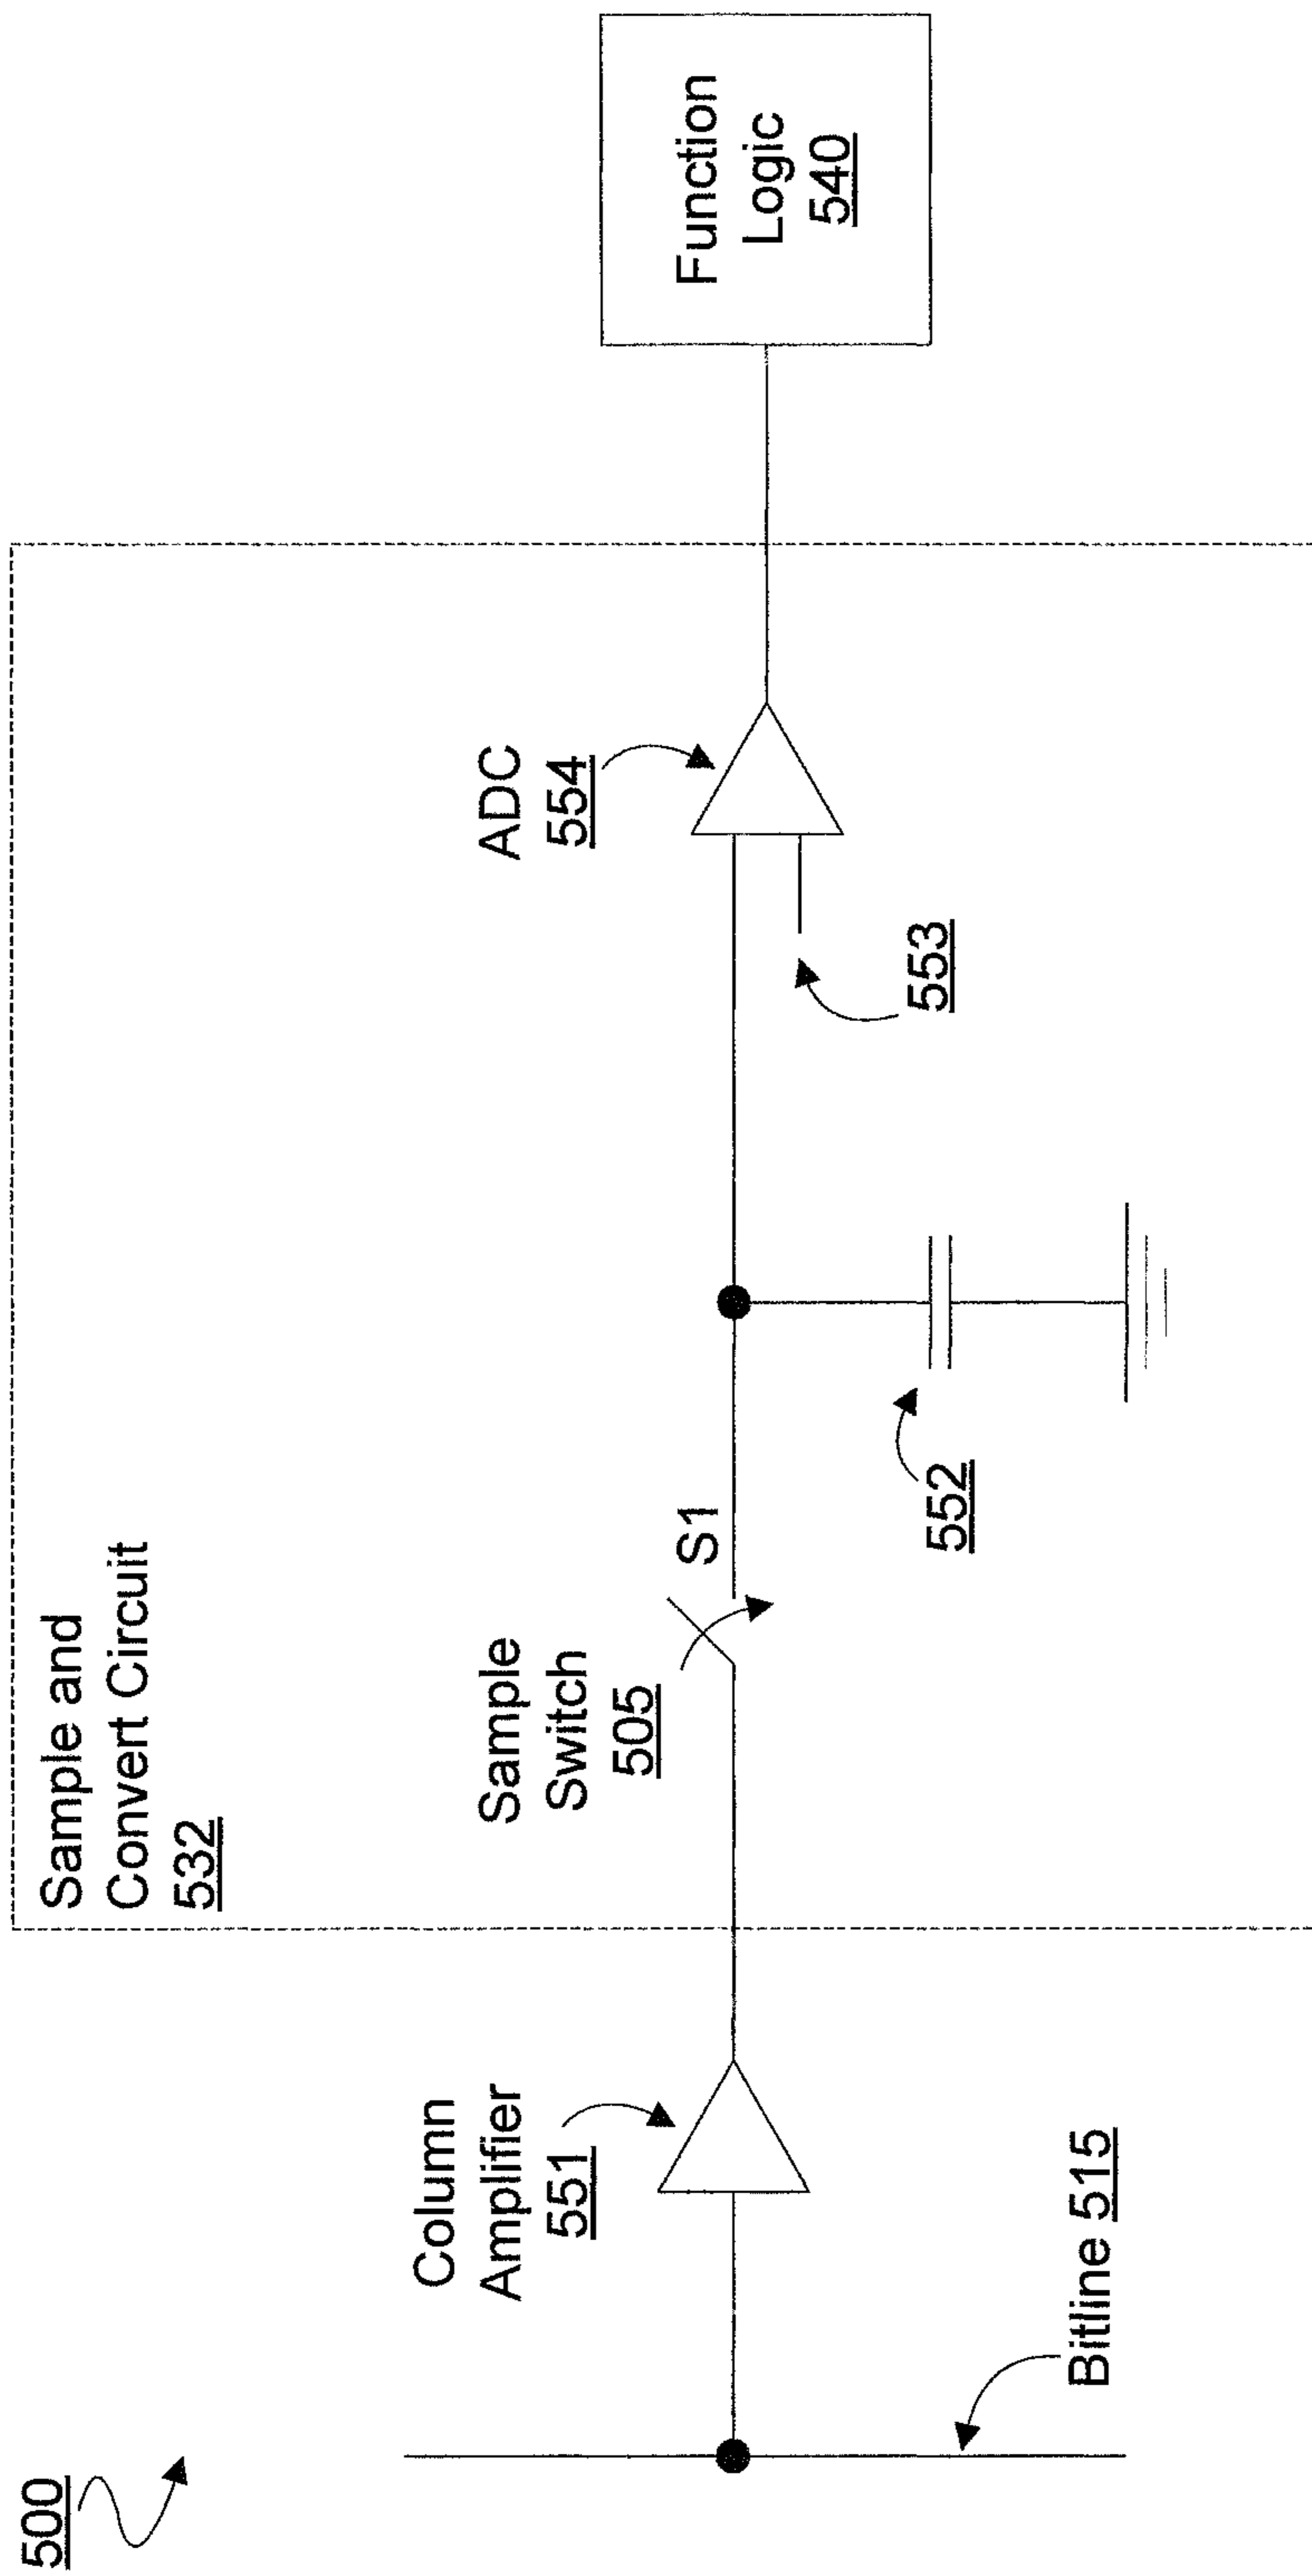 500
Sample and
Convert Circuit
532
Column
Amplifier
551
Bitline 515
Sample
Switch
505
S1
552
ADC
554
553
Function
Logic
540